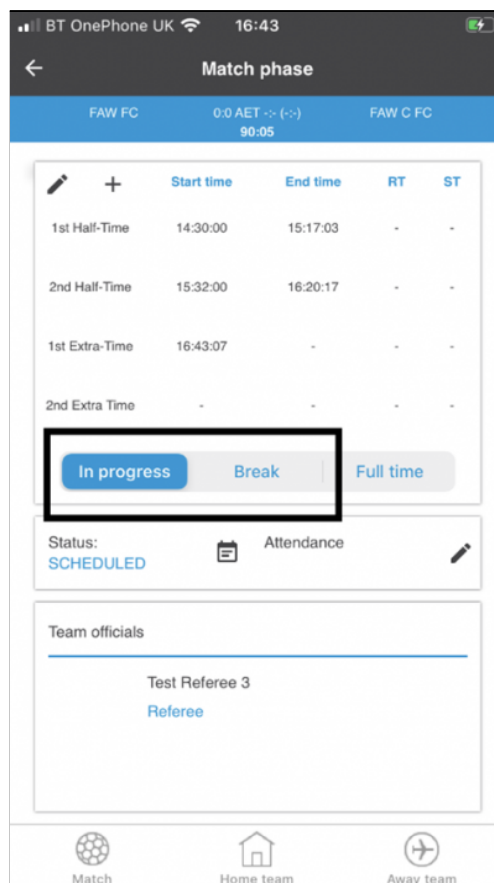 BT OnePhone UK 16:43
Match phase
FAW FC 0:0 AET -:- (-:-) FAW C FC
90:05
Start time End time RT ST
1st Half-Time 14:30:00 15:17:03 - -
2nd Half-Time 15:32:00 16:20:17 - -
1st Extra-Time 16:43:07 - - -
2nd Extra Time - - - -
In progress Break Full time
Status: Attendance
SCHEDULED
Team officials
Test Referee 3
Referee
Match Home team Away team